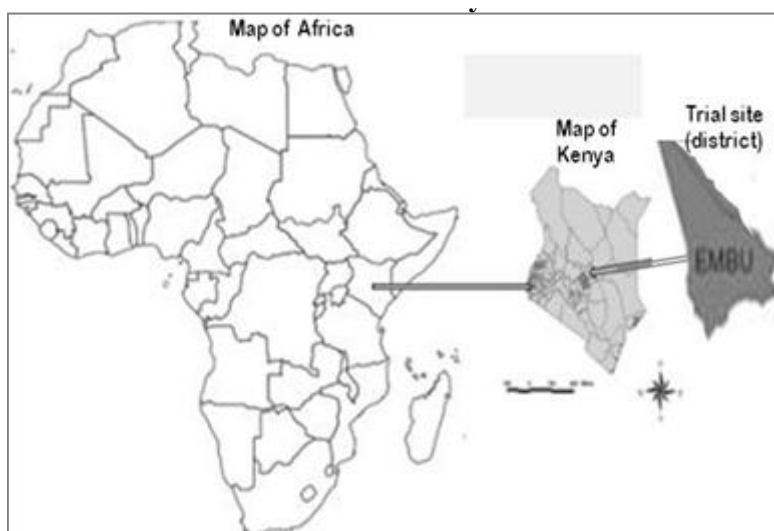 Map of Africa
Map of
Kenya
Trial site
(district)
EMBU